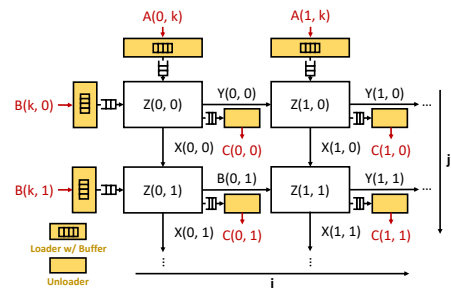 A(0, k) A(1, k)
Y(0, 0) Y(1, 0)
B(k, 0) Z(0, 0) Z(1, 0) ...
X(0, 0) C(0, 0) X(1, 0) C(1, 0)
j
B(0, 1) Y(1, 1)
B(k, 1) Z(0, 1) Z(1, 1) ...
X(0, 1) C(0, 1) X(1, 1) C(1, 1)
Loader w/ Buffer
... ...
i
Unloader